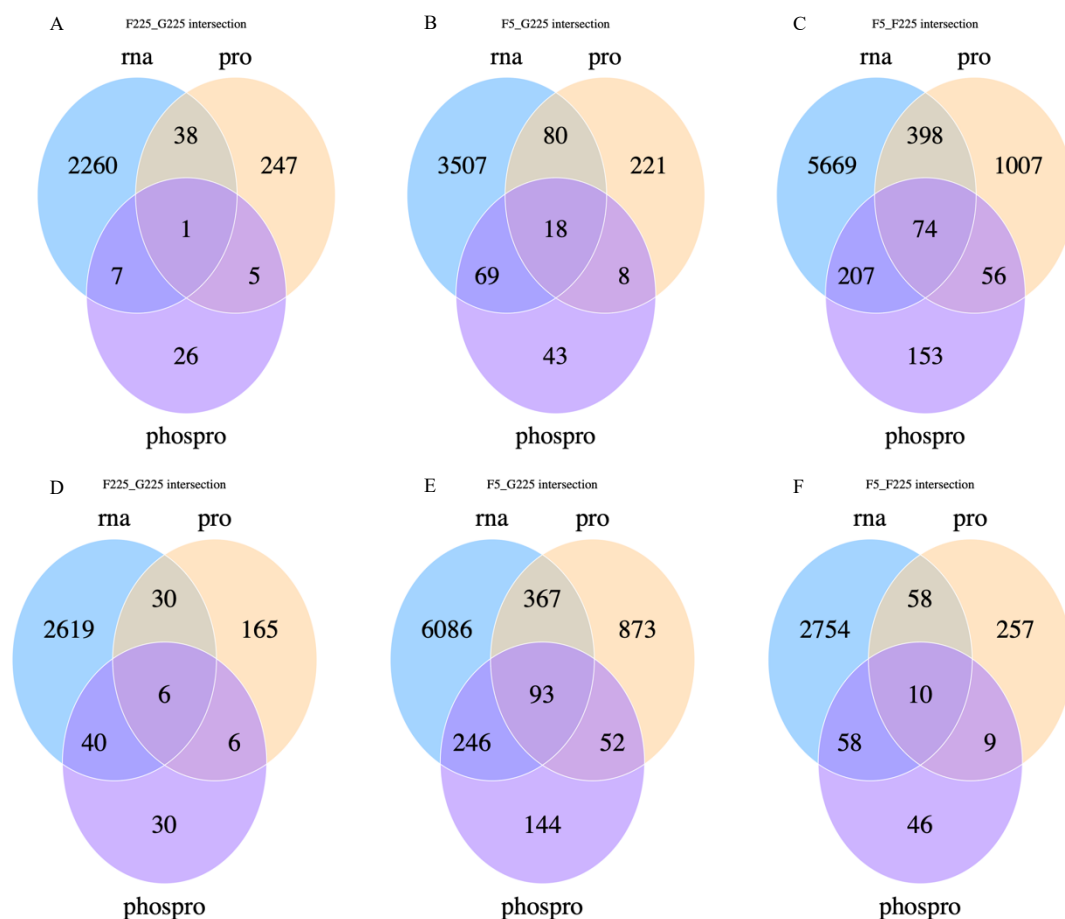 A F225_G225 intersection
rna pro
38
2260 247
1
7 5
26
phospro
B F5_G225 intersection
rna pro
80
3507 221
18
69 8
43
phospro
C F5_F225 intersection
rna pro
398
5669 1007
74
207 56
153
phospro
D F225_G225 intersection
rna pro
30
2619 165
6
40 6
30
phospro
E F5_G225 intersection
rna pro
367
6086 873
93
246 52
144
phospro
F F5_F225 intersection
rna pro
58
2754 257
10
58 9
46
phospro